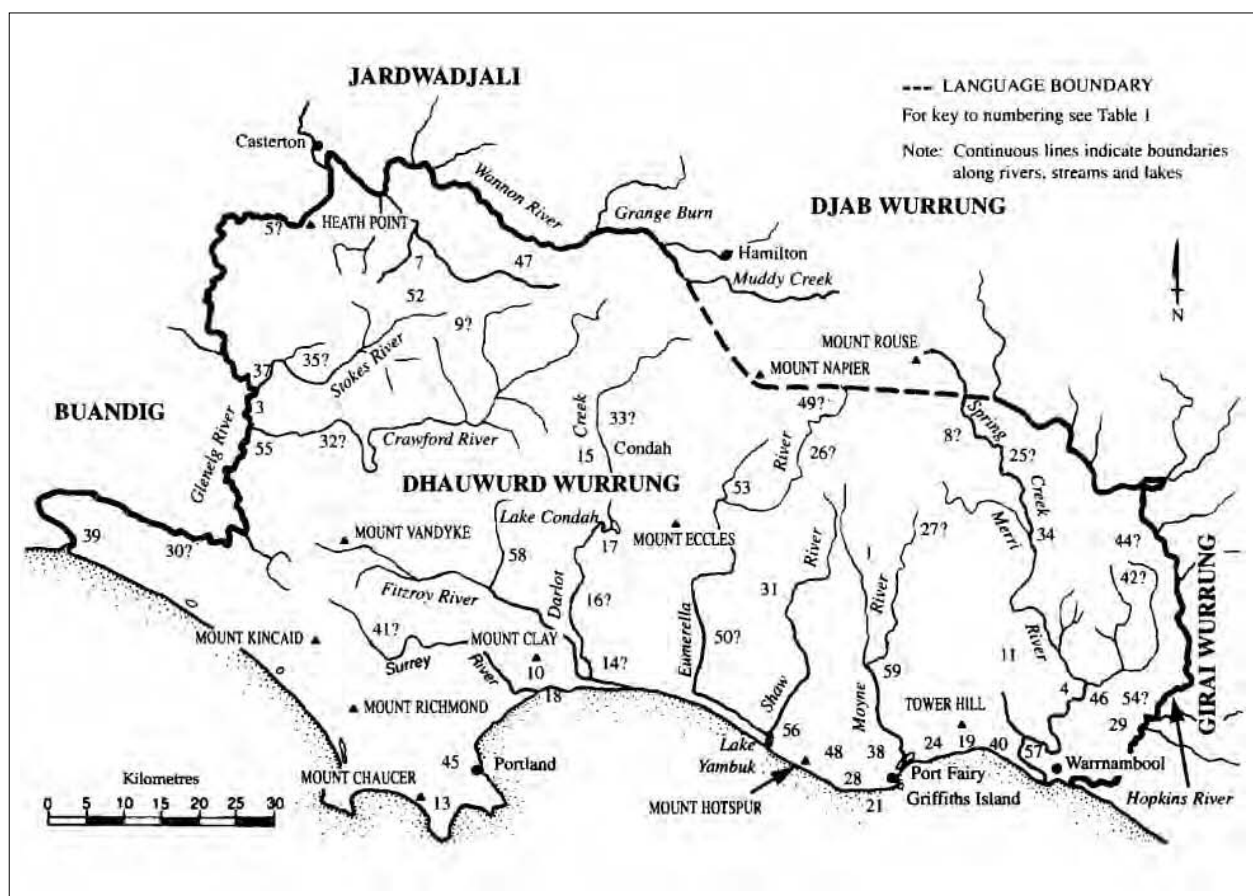 JARDWADJALI
LANGUAGE BOUNDARY
For key to numbering see Table 1
Note: Continuous lines indicate boundaries
along rivers, streams and lakes
Casterton
Wannon River
Grange Burn
DJAB WURRUNG
5?
HEATH POINT
Hamilton
7
47
Muddy Creek
N
52
9?
MOUNT ROUSE
MOUNT NAPIER
37
35?
Stokes River
BUANDIG
3
49?
Spring
Creek
55
32?
Crawford River
Creek
33?
8?
Glenelg River
15
Condah
River
26?
25?
DHAUWURD WURRUNG
53
39
30?
MOUNT VANDYKE
Lake Condah
17
MOUNT ECCLES
27?
Merri
River
34
58
1
44?
Fitzroy River
Darlot
River
River
42?
GIRAI WURRUNG
16?
31
MOUNT KINCAID
41?
Surrey
River
MOUNT CLAY
10
14?
Eumerella
50?
11
18
Shaw
Moyne
59
4
46
54?
MOUNT RICHMOND
TOWER HILL
29
56
Lake
Yambuk
48
38
24
19
40
57
Kilometres
0 5 10 15 20 25 30
45
Portland
Warrnambool
MOUNT CHAUCER
13
28
Port Fairy
Griffiths Island
Hopkins River
MOUNT HOTSPUR
21